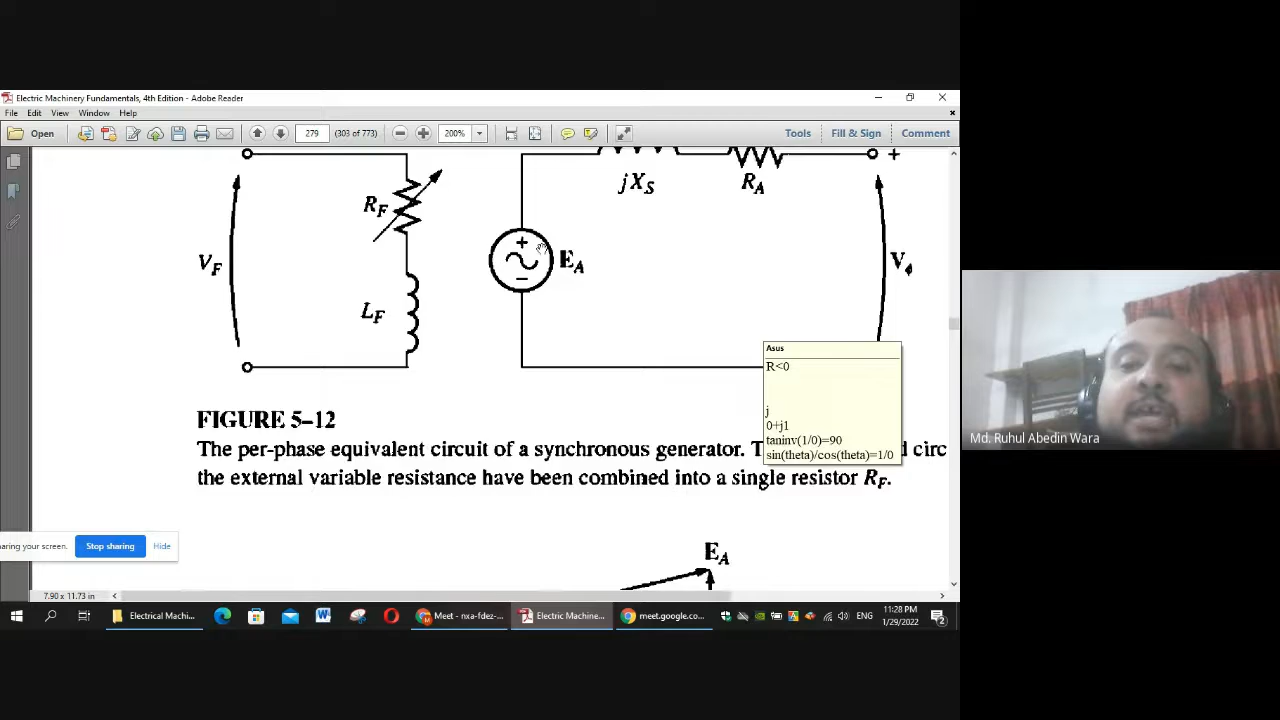 Electric Machinery Fundamentals, 4th Edition - Adobe Reader
File Edit View Window Help
Open 279 (303 of 773) 200% Tools Fill & Sign Comment
jXS RA +
RF
VF + EA Vϕ
−
LF
Asus
R<0
j
0+j1
taninv(1/0)=90
sin(theta)/cos(theta)=1/0
FIGURE 5–12
The per-phase equivalent circuit of a synchronous generator. circ
the external variable resistance have been combined into a single resistor RF.
haring your screen. Stop sharing Hide
EA
7.90 x 11.73 in
Electrical Machi... Meet - nxa-fdez-... Electric Machine... meet.google.co... ENG 11:28 PM
1/29/2022 2
Md. Ruhul Abedin Wara